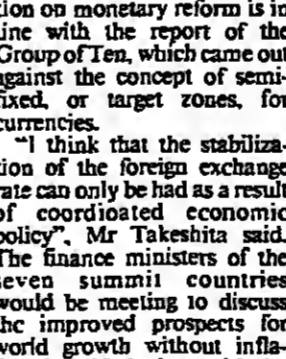 tion on monetary reform is in
line with the report of the
Group of Ten, which came out
against the concept of semi-
fixed, or target zones, for
currencies.
"I think that the stabiliza-
tion of the foreign exchange
rate can only be had as a result
of coordioated economic
policy", Mr Takeshita said.
The finance ministers of the
seven summit countries
would be meeting 10 discuss
the improved prospects for
world growth without infla-